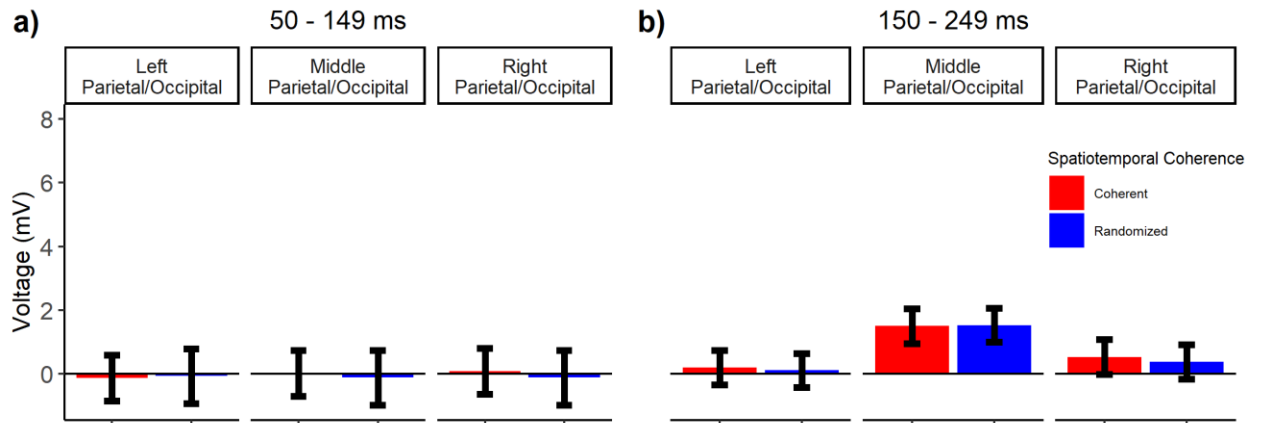 a) 50 - 149 ms
b) 150 - 249 ms
Left
Parietal/Occipital
Middle
Parietal/Occipital
Right
Parietal/Occipital
Left
Parietal/Occipital
Middle
Parietal/Occipital
Right
Parietal/Occipital
8
6
4
2
0
Voltage (mV)
Spatiotemporal Coherence
Coherent
Randomized